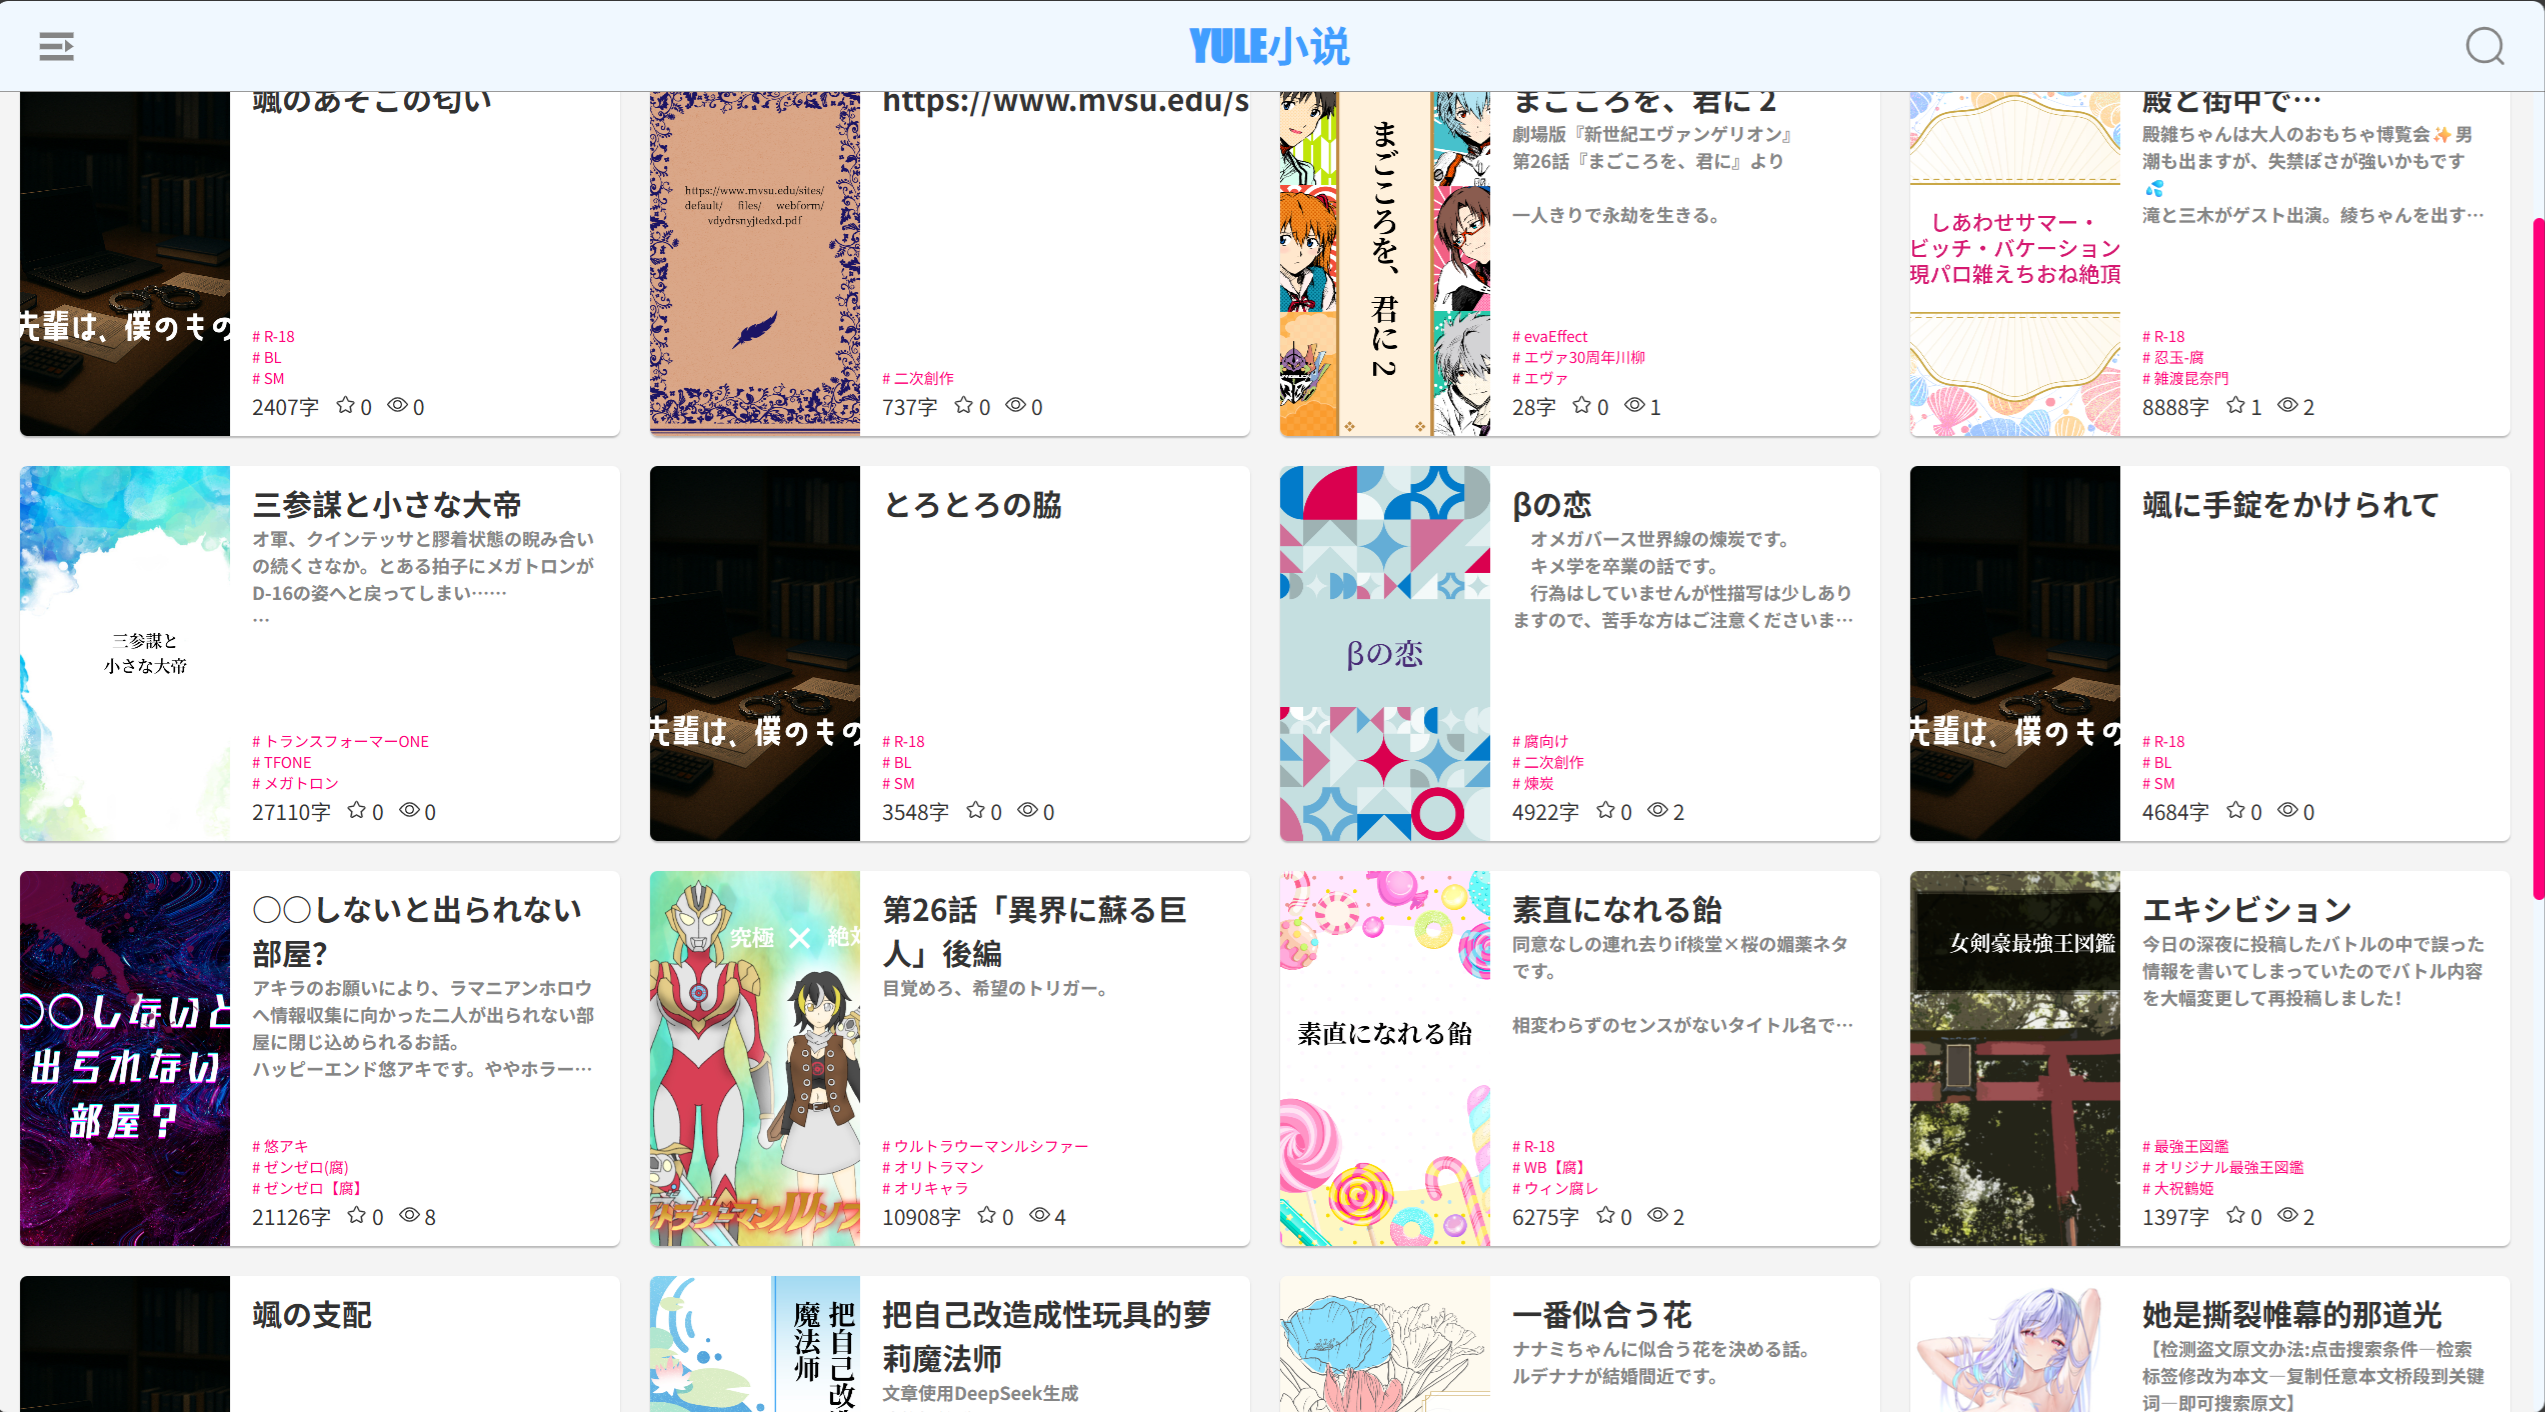 YULE小说
颯のあそこの匂い
先輩は、僕のもの
# R-18
# BL
# SM
2407字 0 0
https://www.mvsu.edu/sites/
default/ files/ webform/
vdydrsnyjtedxd.pdf
https://www.mvsu.edu/s
# 二次創作
737字 0 0
まごころを、君に 2
まごころを、君に 2
劇場版『新世紀エヴァンゲリオン』
第26話『まごころを、君に』より
一人きりで永劫を生きる。
# evaEffect
# エヴァ30周年川柳
# エヴァ
28字 0 1
しあわせサマー・
ビッチ・バケーション
現パロ雑えちおね絶頂
殿と街中で…
殿雑ちゃんは大人のおもちゃ博覧会✨男
潮も出ますが、失禁ぽさが強いかもです
💦
滝と三木がゲスト出演。綾ちゃんを出す…
# R-18
# 忍玉-腐
# 雑渡昆奈門
8888字 1 2
三参謀と
小さな大帝
三参謀と小さな大帝
オ軍、クインテッサと膠着状態の睨み合い
の続くさなか。とある拍子にメガトロンが
D-16の姿へと戻ってしまい……
…
# トランスフォーマーONE
# TFONE
# メガトロン
27110字 0 0
先輩は、僕のもの
とろとろの脇
# R-18
# BL
# SM
3548字 0 0
βの恋
βの恋
オメガバース世界線の煉炭です。
キメ学を卒業の話です。
行為はしていませんが性描写は少しあり
ますので、苦手な方はご注意くださいま…
# 腐向け
# 二次創作
# 煉炭
4922字 0 2
先輩は、僕のもの
颯に手錠をかけられて
# R-18
# BL
# SM
4684字 0 0
〇〇しないと
出られない
部屋？
〇〇しないと出られない
部屋?
アキラのお願いにより、ラマニアンホロウ
へ情報収集に向かった二人が出られない部
屋に閉じ込められるお話。
ハッピーエンド悠アキです。ややホラー…
# 悠アキ
# ゼンゼロ(腐)
# ゼンゼロ【腐】
21126字 0 8
究極 × 絶対
第26話「異界に蘇る巨
人」後編
目覚めろ、希望のトリガー。
# ウルトラウーマンルシファー
# オリトラマン
# オリキャラ
10908字 0 4
素直になれる飴
素直になれる飴
同意なしの連れ去りif棪堂×桜の媚薬ネタ
です。
相変わらずのセンスがないタイトル名で…
# R-18
# WB【腐】
# ウィン腐レ
6275字 0 2
女剣豪最強王図鑑
エキシビション
今日の深夜に投稿したバトルの中で誤った
情報を書いてしまっていたのでバトル内容
を大幅変更して再投稿しました!
# 最強王図鑑
# オリジナル最強王図鑑
# 大祝鶴姫
1397字 0 2
颯の支配
把自己改造
魔法师
把自己改造成性玩具的萝
莉魔法师
文章使用DeepSeek生成
一番似合う花
ナナミちゃんに似合う花を決める話。
ルデナナが結婚間近です。
她是撕裂帷幕的那道光
【检测盗文原文办法:点击搜索条件—检索
标签修改为本文—复制任意本文桥段到关键
词—即可搜索原文】